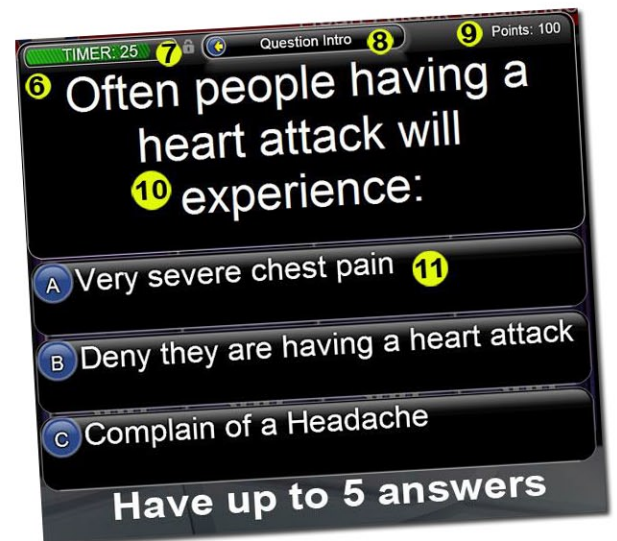 TIMER: 25 7 Question Intro 8 9 Points: 100
6 Often people having a
heart attack will
10 experience:
A Very severe chest pain 11
B Deny they are having a heart attack
C Complain of a Headache
Have up to 5 answers